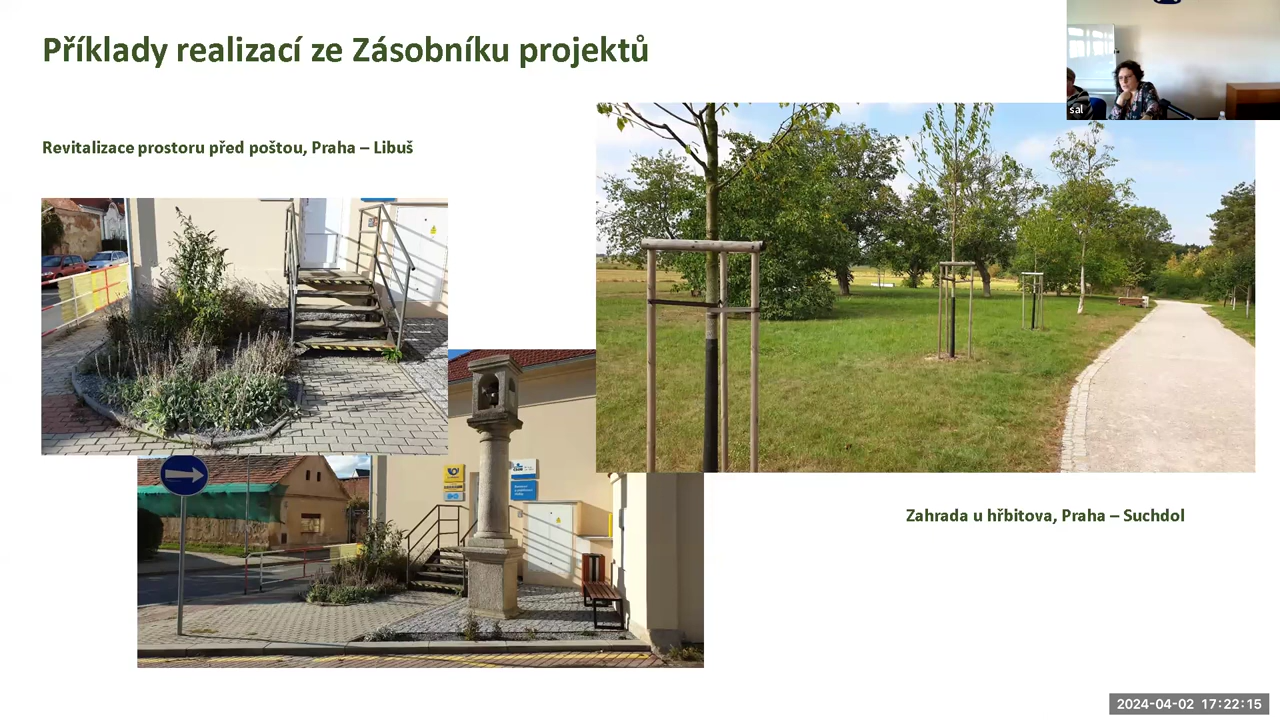 Příklady realizací ze Zásobníku projektů
sál
Revitalizace prostoru před poštou, Praha – Libuš
Zahrada u hřbitova, Praha – Suchdol
2024-04-02 17:22:15